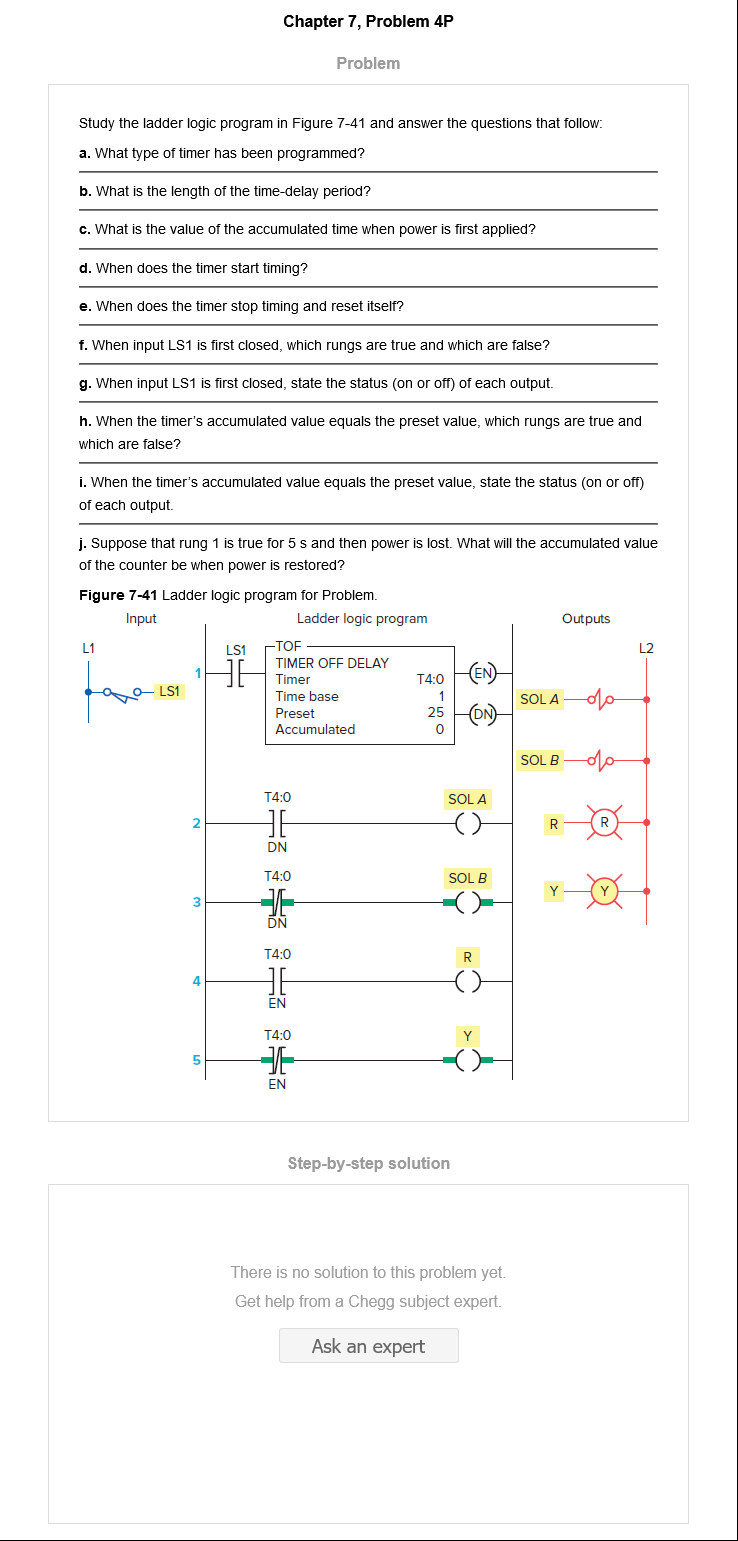 Chapter 7, Problem 4P
Problem
Study the ladder logic program in Figure 7-41 and answer the questions that follow:
a. What type of timer has been programmed?
b. What is the length of the time-delay period?
c. What is the value of the accumulated time when power is first applied?
d. When does the timer start timing?
e. When does the timer stop timing and reset itself?
f. When input LS1 is first closed, which rungs are true and which are false?
g. When input LS1 is first closed, state the status (on or off) of each output.
h. When the timer's accumulated value equals the preset value, which rungs are true and
which are false?
i. When the timer's accumulated value equals the preset value, state the status (on or off)
of each output.
j. Suppose that rung 1 is true for 5 s and then power is lost. What will the accumulated value
of the counter be when power is restored?
Figure 7-41 Ladder logic program for Problem.
Input Ladder logic program Outputs
L1
LS1
1
LS1
TOF
TIMER OFF DELAY
Timer T4:0
Time base 1
Preset 25
Accumulated 0
EN
DN
L2
SOL A
SOL B
R R
Y Y
T4:0 SOL A
2
DN
T4:0 SOL B
3
DN
T4:0 R
4
EN
T4:0 Y
5
EN
Step-by-step solution
There is no solution to this problem yet.
Get help from a Chegg subject expert.
Ask an expert